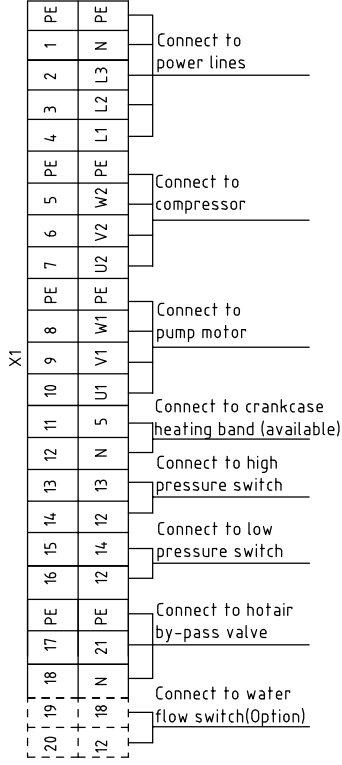 X1
PE PE
1 N
2 L3
3 L2
4 L1
PE PE
5 W2
6 V2
7 U2
PE PE
8 W1
9 V1
10 U1
11 5
12 N
13 13
14 12
15 14
16 12
PE PE
17 21
18 N
19 18
20 12
Connect to
power lines
Connect to
compressor
Connect to
pump motor
Connect to crankcase
heating band (available)
Connect to high
pressure switch
Connect to low
pressure switch
Connect to hotair
by-pass valve
Connect to water
flow switch(Option)